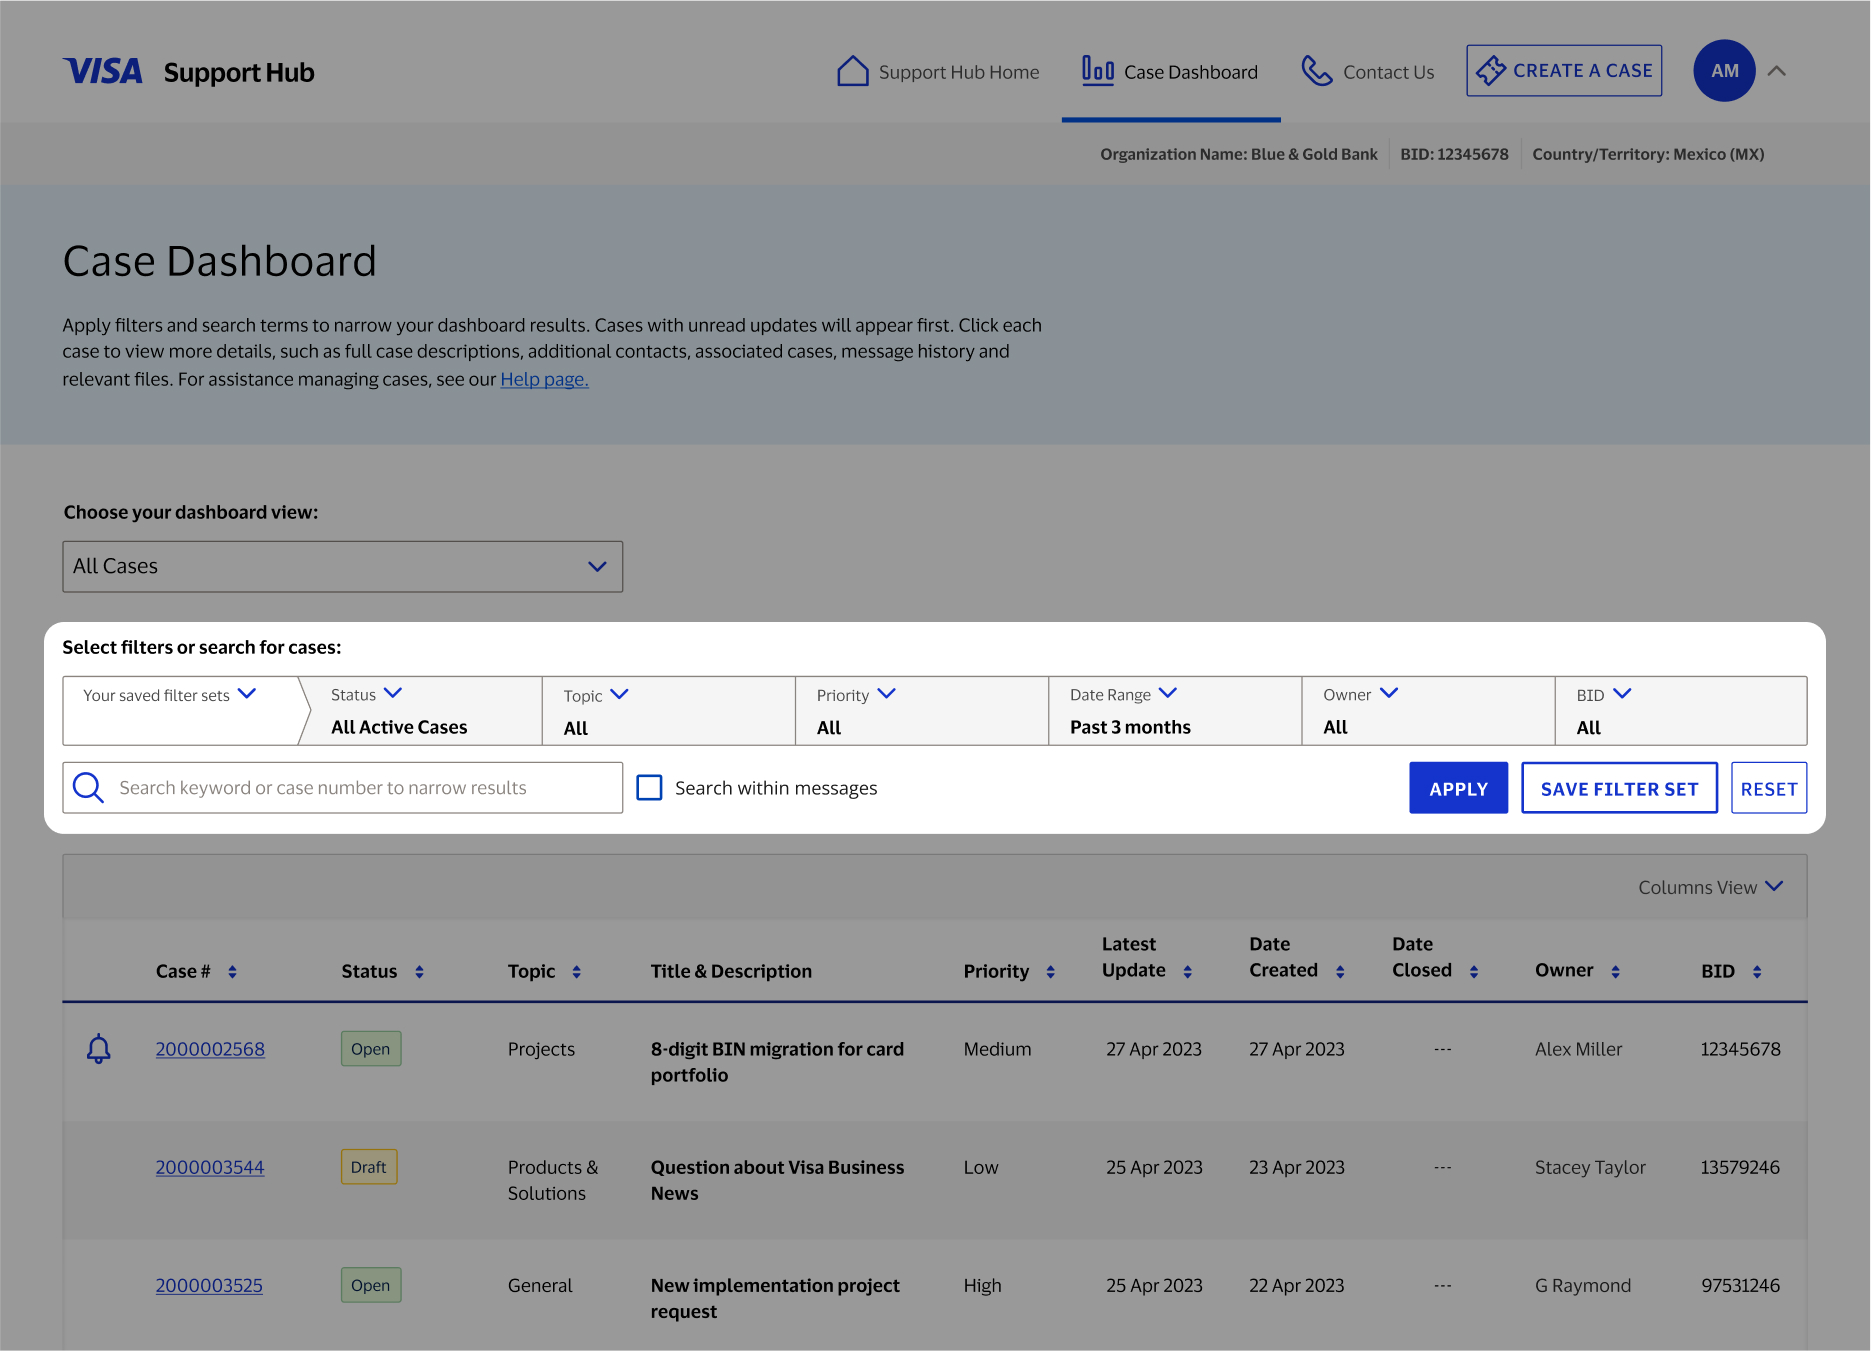 VISA Support Hub
Support Hub Home
Case Dashboard
Contact Us
CREATE A CASE
AM
Organization Name: Blue & Gold Bank
BID: 12345678
Country/Territory: Mexico (MX)
Case Dashboard
Apply filters and search terms to narrow your dashboard results. Cases with unread updates will appear first. Click each
case to view more details, such as full case descriptions, additional contacts, associated cases, message history and
relevant files. For assistance managing cases, see our Help page.
Choose your dashboard view:
All Cases
Select filters or search for cases:
Your saved filter sets
Status
All Active Cases
Topic
All
Priority
All
Date Range
Past 3 months
Owner
All
BID
All
Search keyword or case number to narrow results
Search within messages
APPLY
SAVE FILTER SET
RESET
Columns View
Case #
Status
Topic
Title & Description
Priority
Latest
Update
Date
Created
Date
Closed
Owner
BID
2000002568
Open
Projects
8-digit BIN migration for card
portfolio
Medium
27 Apr 2023
27 Apr 2023
---
Alex Miller
12345678
2000003544
Draft
Products &
Solutions
Question about Visa Business
News
Low
25 Apr 2023
23 Apr 2023
---
Stacey Taylor
13579246
2000003525
Open
General
New implementation project
request
High
25 Apr 2023
22 Apr 2023
---
G Raymond
97531246